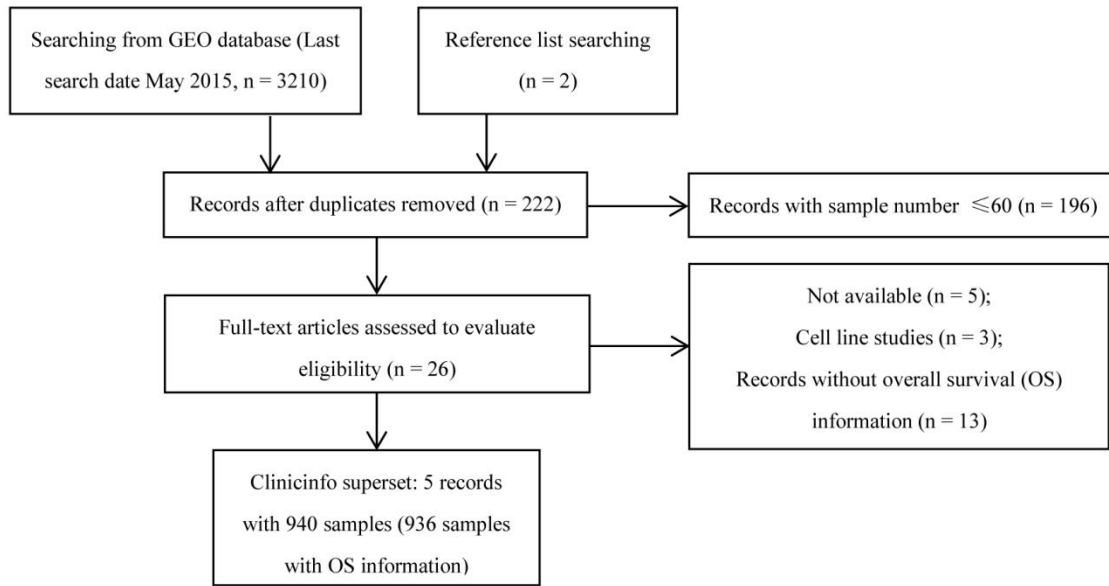 Searching from GEO database (Last
search date May 2015, n = 3210)
Reference list searching
(n = 2)
Records after duplicates removed (n = 222)
Records with sample number ≤60 (n = 196)
Full-text articles assessed to evaluate
eligibility (n = 26)
Not available (n = 5);
Cell line studies (n = 3);
Records without overall survival (OS)
information (n = 13)
Clinicinfo superset: 5 records
with 940 samples (936 samples
with OS information)